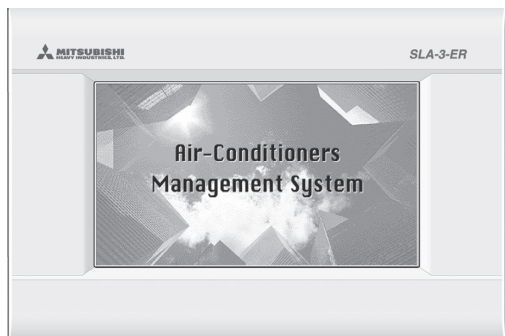 MITSUBISHI
HEAVY INDUSTRIES, LTD.
SLA-3-ER
Air-Conditioners
Management System